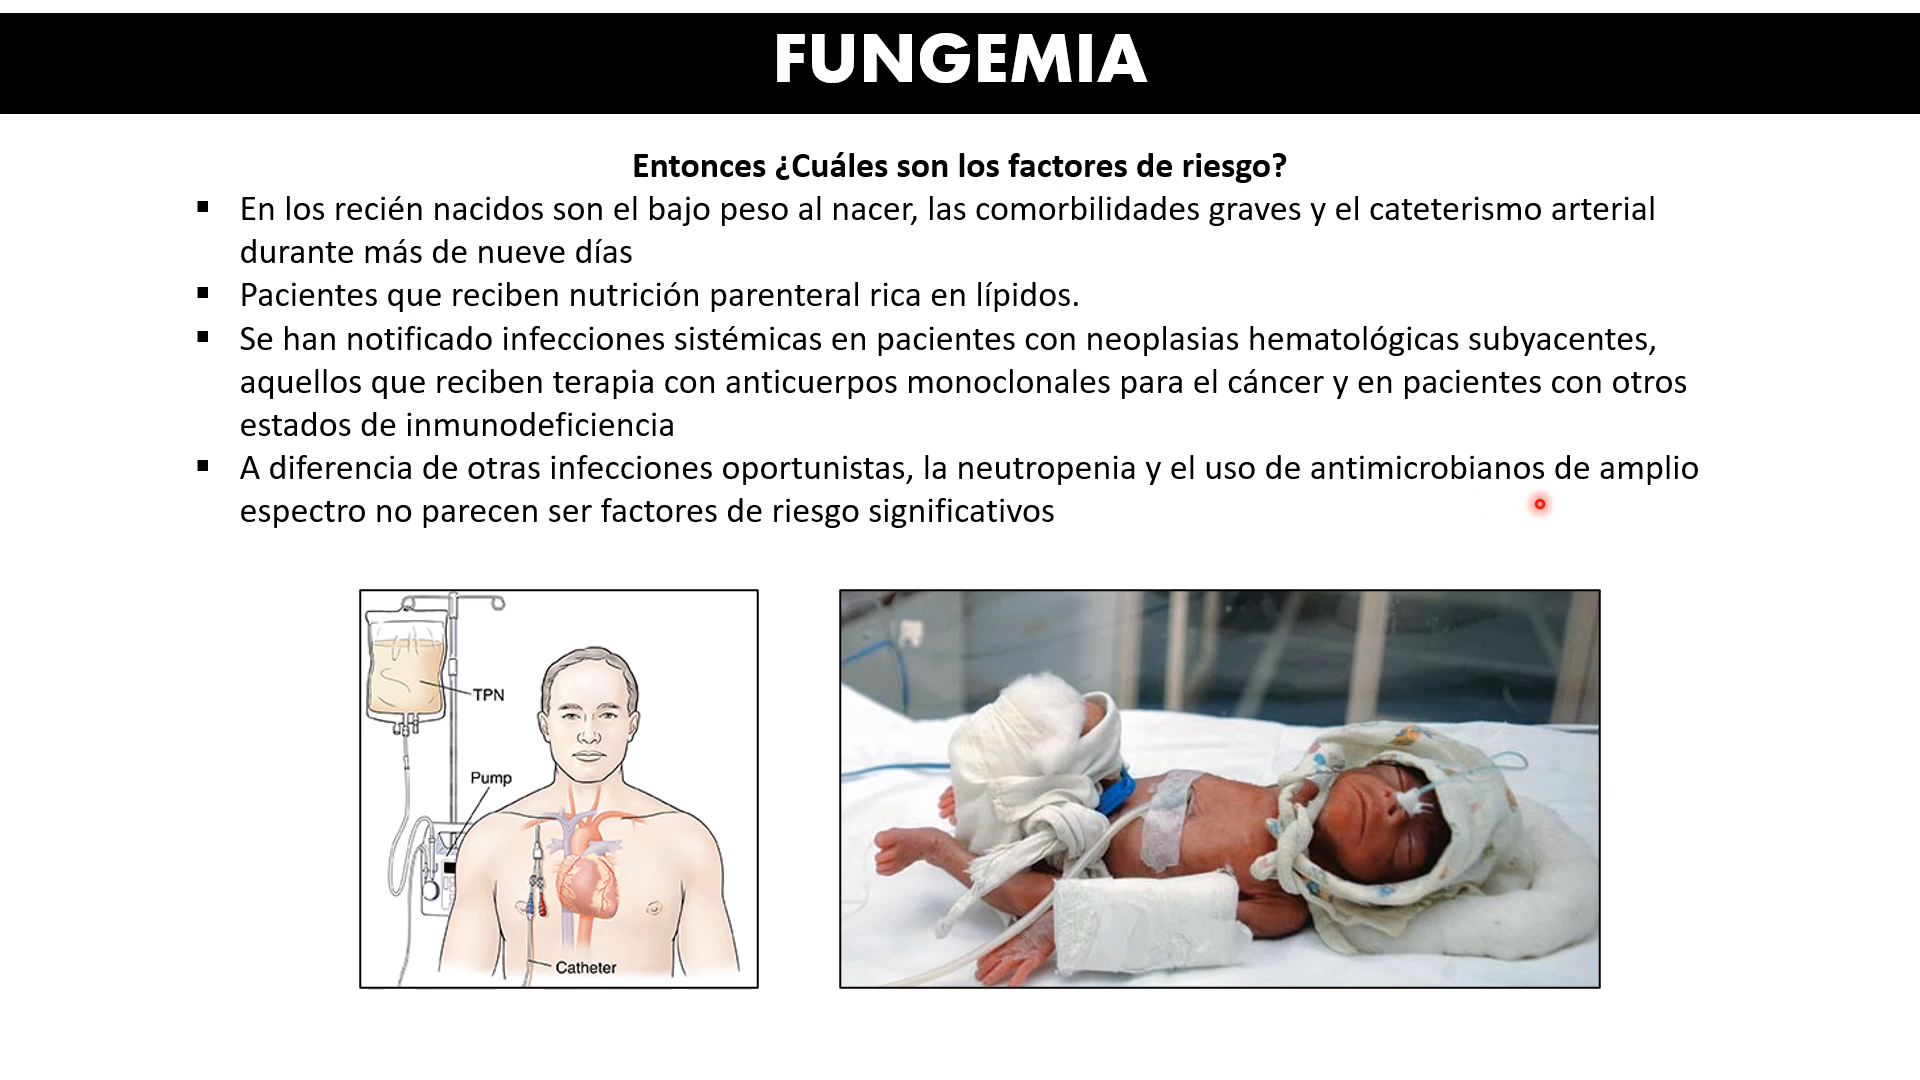 FUNGEMIA
Entonces ¿Cuáles son los factores de riesgo?
▪ En los recién nacidos son el bajo peso al nacer, las comorbilidades graves y el cateterismo arterial
durante más de nueve días
▪ Pacientes que reciben nutrición parenteral rica en lípidos.
▪ Se han notificado infecciones sistémicas en pacientes con neoplasias hematológicas subyacentes,
aquellos que reciben terapia con anticuerpos monoclonales para el cáncer y en pacientes con otros
estados de inmunodeficiencia
▪ A diferencia de otras infecciones oportunistas, la neutropenia y el uso de antimicrobianos de amplio
espectro no parecen ser factores de riesgo significativos
TPN
Pump
Catheter